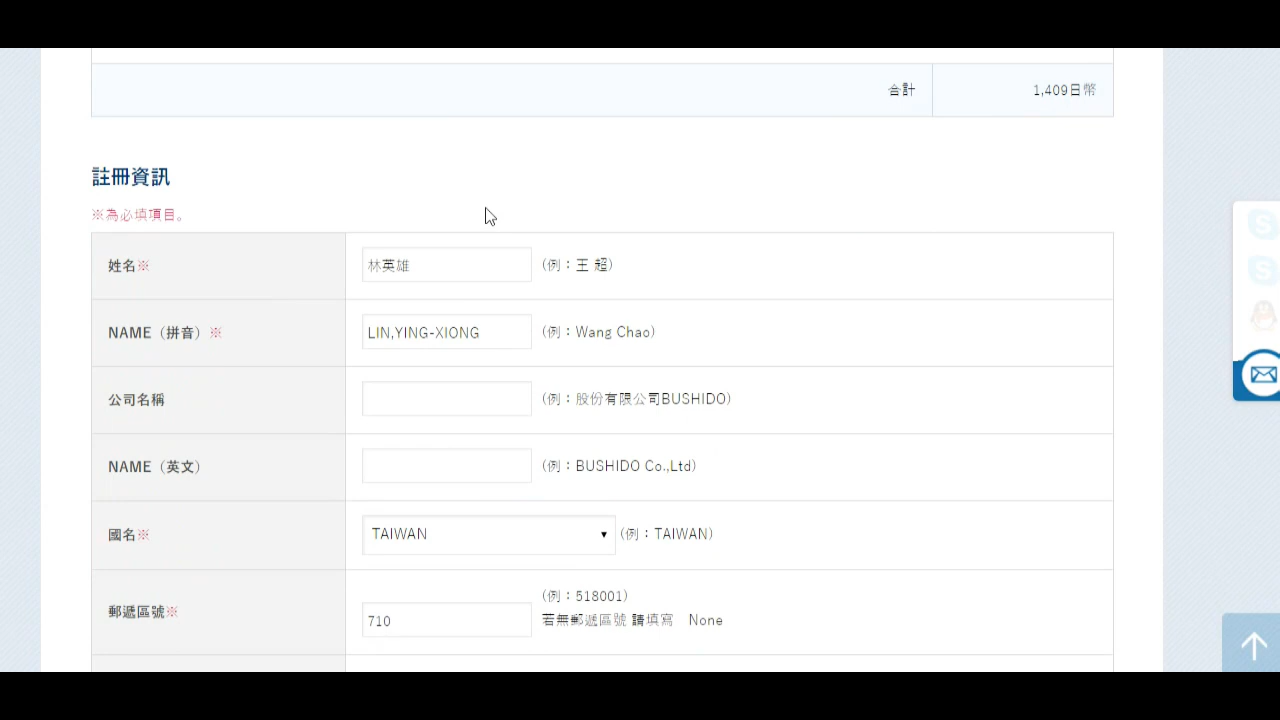 合計 1,409日幣
註冊資訊
※為必填項目。
姓名※ 林英雄 (例：王 超)
NAME（拼音）※ LIN,YING-XIONG (例：Wang Chao)
公司名稱 (例：股份有限公司BUSHIDO)
NAME（英文） (例：BUSHIDO Co.,Ltd)
國名※ TAIWAN (例：TAIWAN)
(例：518001)
郵遞區號※ 710 若無郵遞區號 請填寫 None